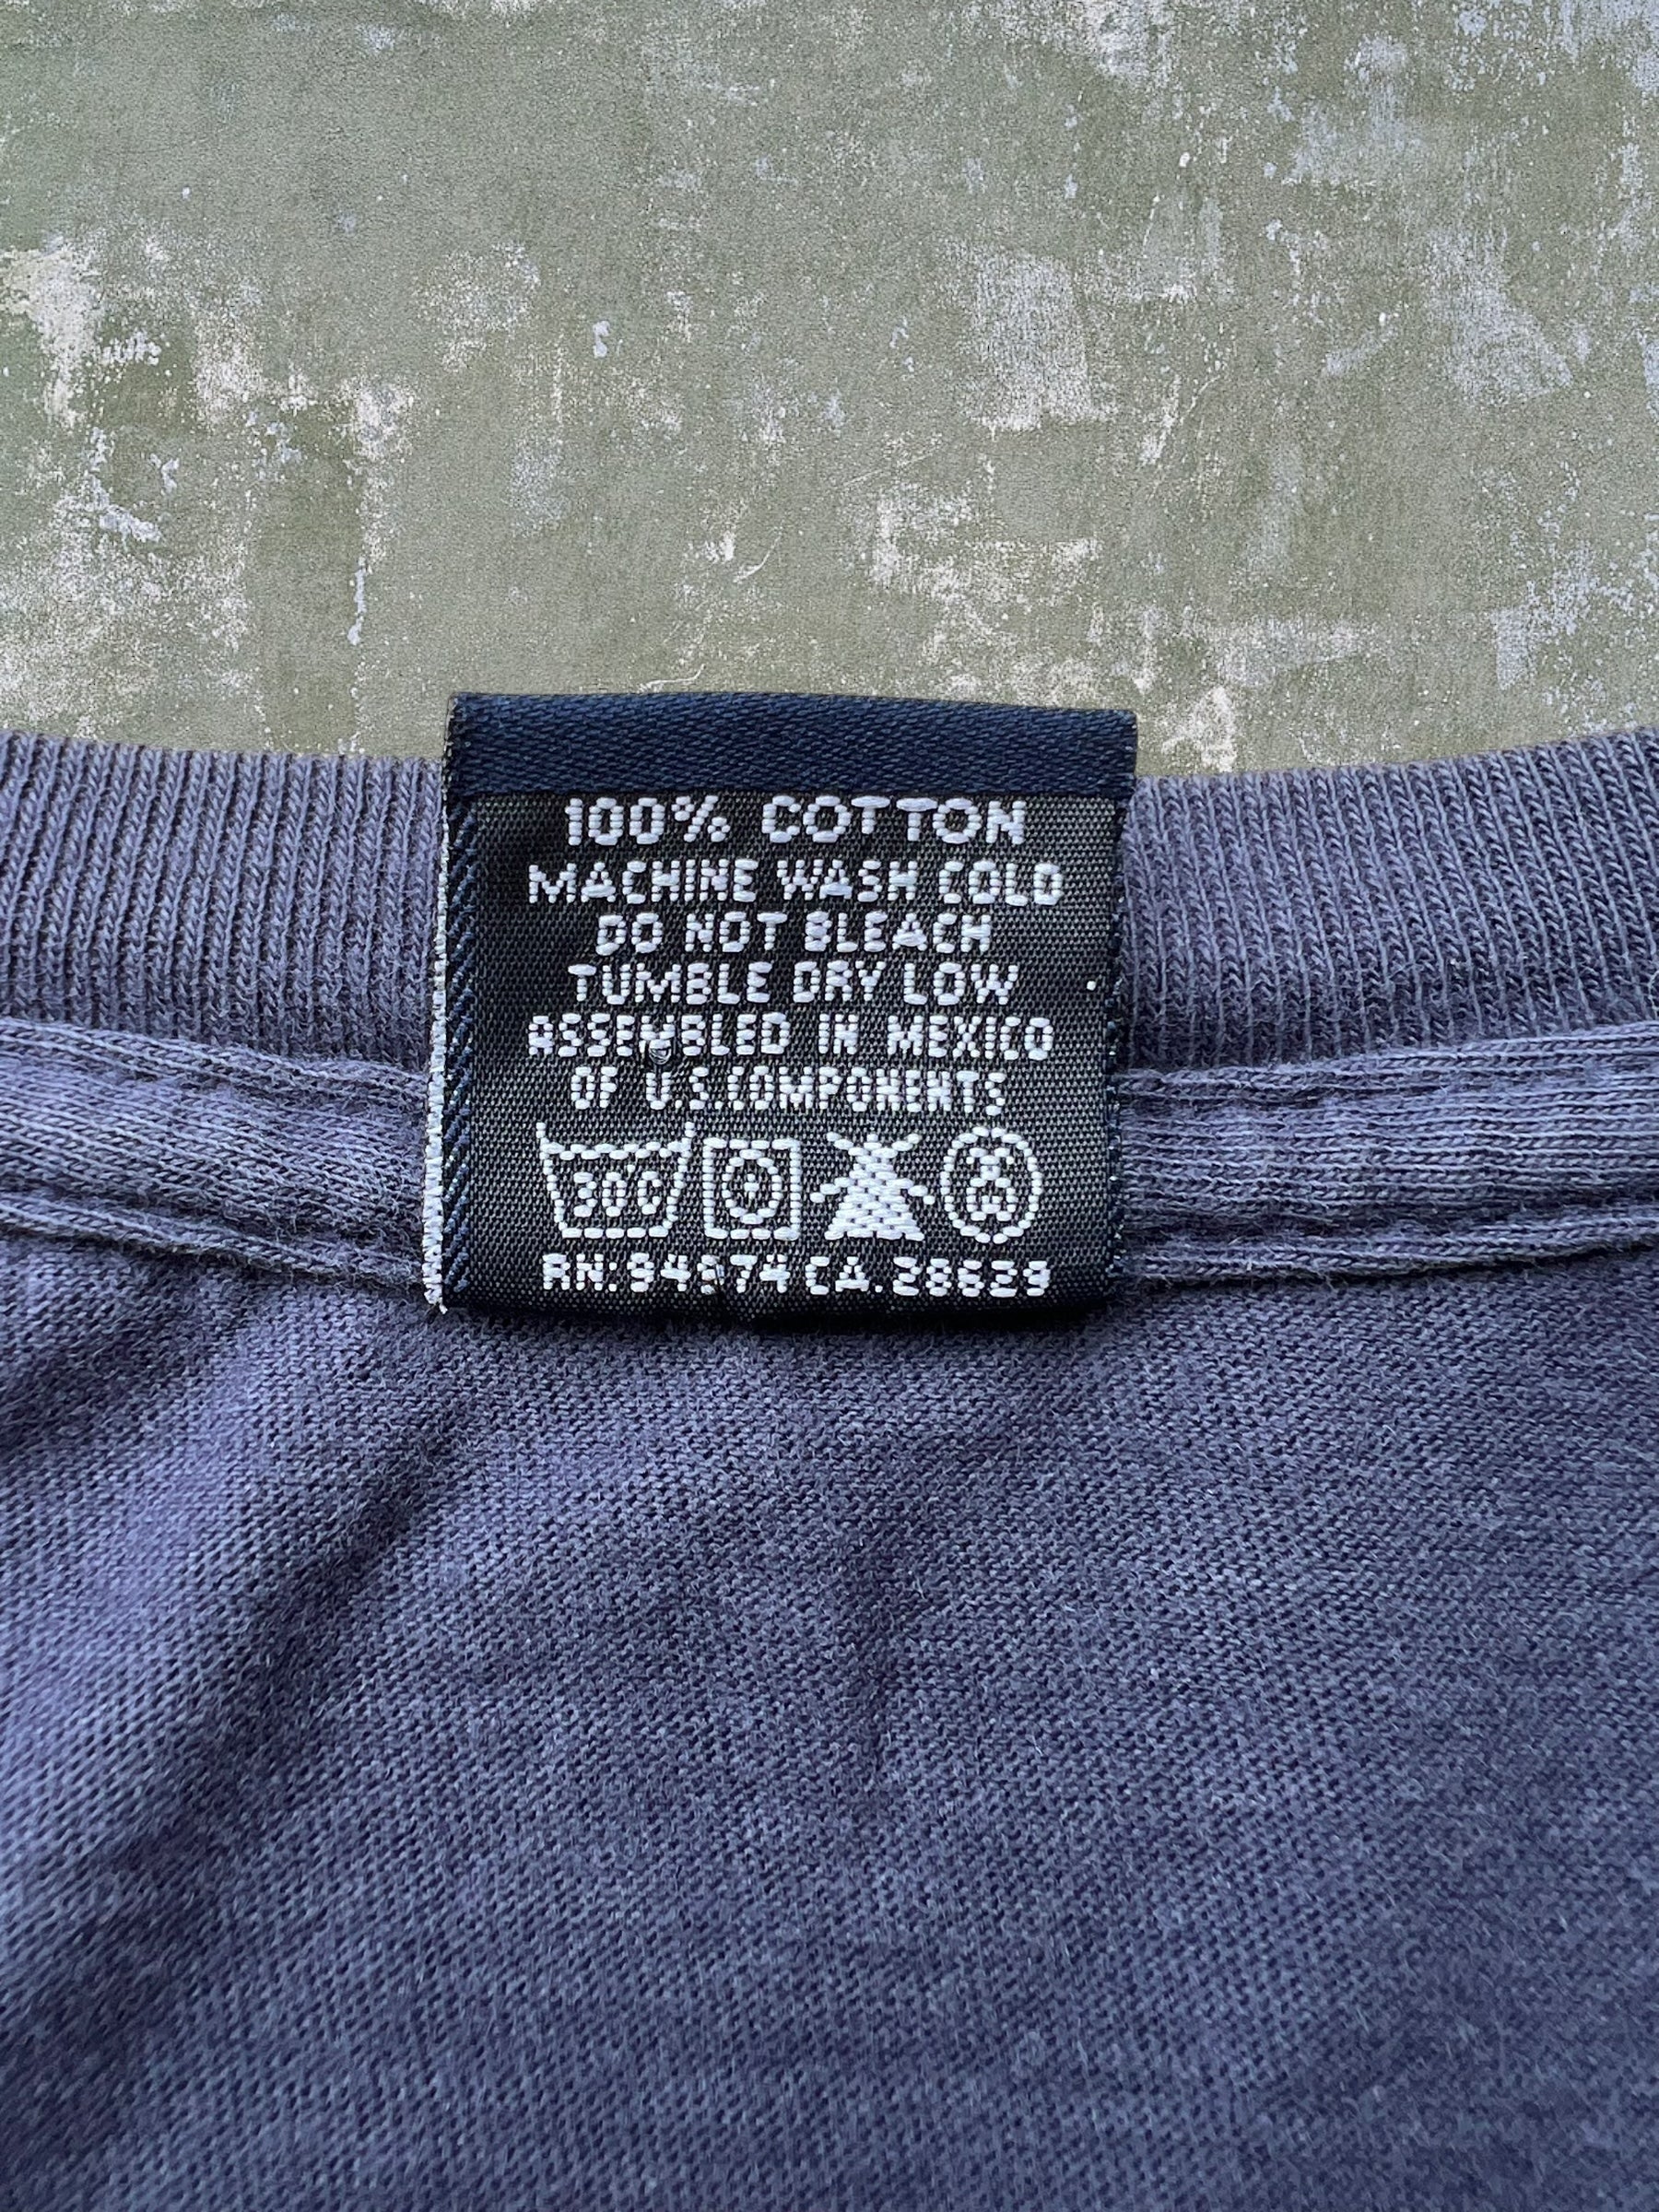 100% COTTON
MACHINE WASH COLD
DO NOT BLEACH
TUMBLE DRY LOW
ASSEMBLED IN MEXICO
OF U.S.COMPONENTS
30°C
RN: CA.28629